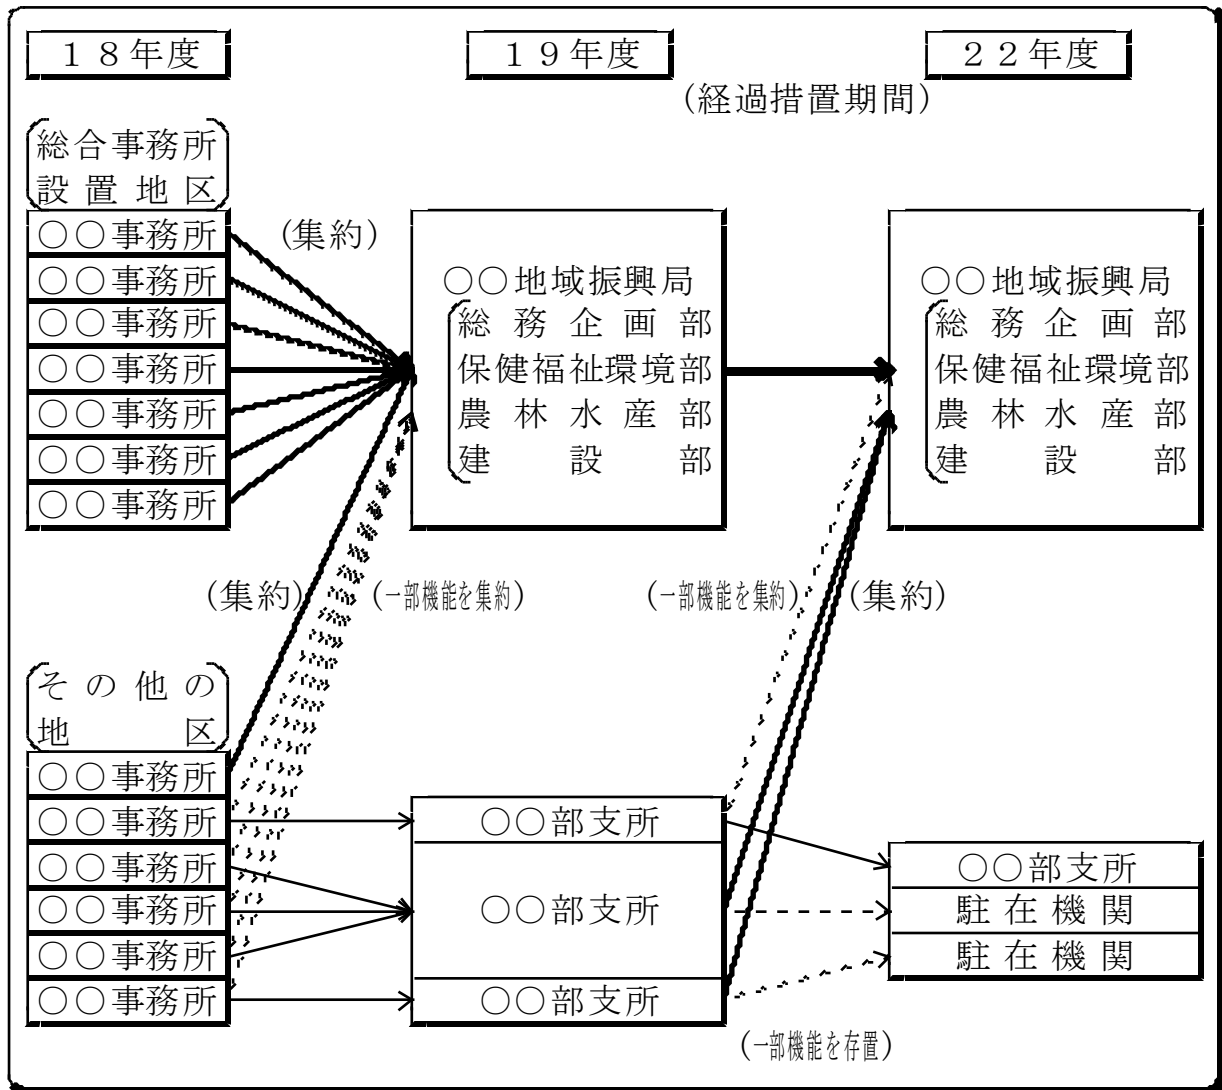 １８年度
１９年度
２２年度
(経過措置期間)
総合事務所
設置地区
○○事務所
○○事務所
○○事務所
○○事務所
○○事務所
○○事務所
○○事務所
(集約)
○○地域振興局
総務企画部
保健福祉環境部
農林水産部
建設部
○○地域振興局
総務企画部
保健福祉環境部
農林水産部
建設部
(集約)
(一部機能を集約)
(一部機能を集約)
(集約)
その他の
地区
○○事務所
○○事務所
○○事務所
○○事務所
○○事務所
○○事務所
○○部支所
○○部支所
○○部支所
○○部支所
駐在機関
駐在機関
(一部機能を存置)